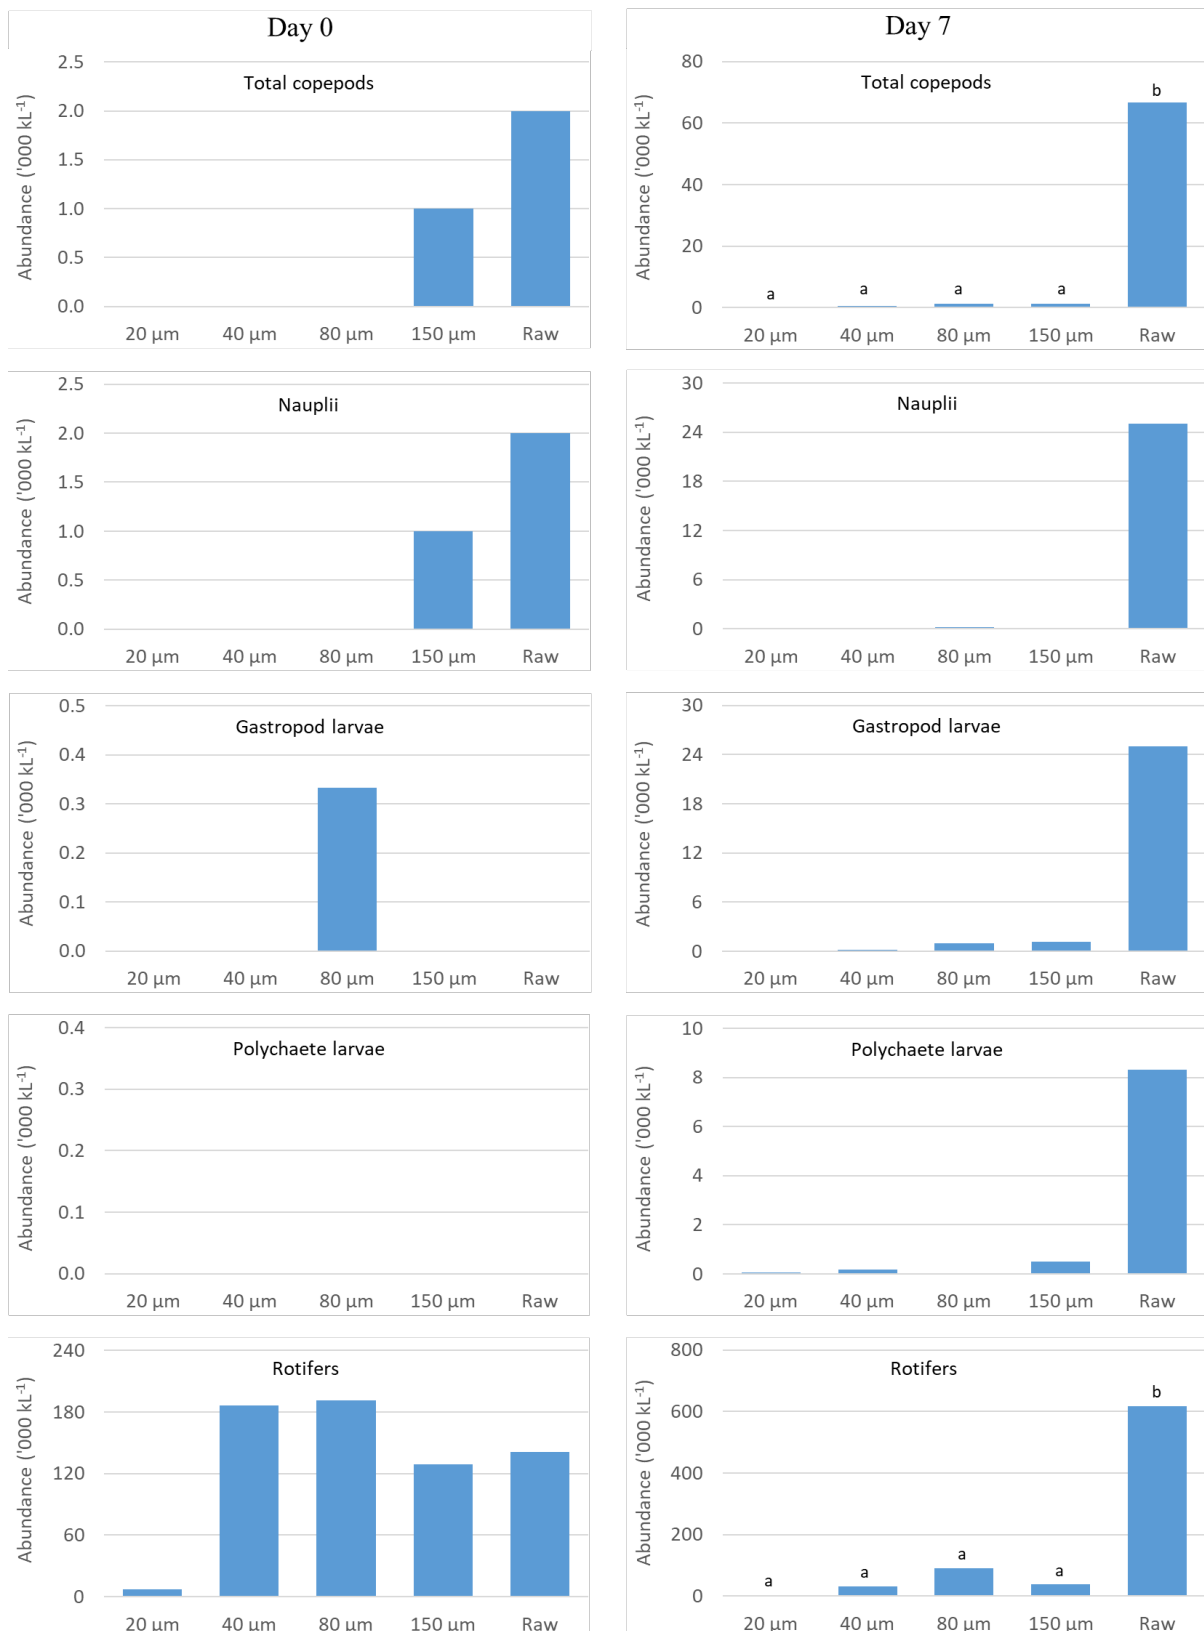 Day 0
Total copepods
Abundance ('000 kL⁻¹)
2.5
2.0
1.5
1.0
0.5
0.0
20 µm 40 µm 80 µm 150 µm Raw
Day 7
Total copepods
Abundance ('000 kL⁻¹)
80
60
40
20
0
a a a a b
20 µm 40 µm 80 µm 150 µm Raw
Nauplii
Abundance ('000 kL⁻¹)
2.5
2.0
1.5
1.0
0.5
0.0
20 µm 40 µm 80 µm 150 µm Raw
Nauplii
Abundance ('000 kL⁻¹)
30
24
18
12
6
0
20 µm 40 µm 80 µm 150 µm Raw
Gastropod larvae
Abundance ('000 kL⁻¹)
0.5
0.4
0.3
0.2
0.1
0.0
20 µm 40 µm 80 µm 150 µm Raw
Gastropod larvae
Abundance ('000 kL⁻¹)
30
24
18
12
6
0
20 µm 40 µm 80 µm 150 µm Raw
Polychaete larvae
Abundance ('000 kL⁻¹)
0.4
0.3
0.2
0.1
0.0
20 µm 40 µm 80 µm 150 µm Raw
Polychaete larvae
Abundance ('000 kL⁻¹)
10
8
6
4
2
0
20 µm 40 µm 80 µm 150 µm Raw
Rotifers
Abundance ('000 kL⁻¹)
240
180
120
60
0
20 µm 40 µm 80 µm 150 µm Raw
Rotifers
Abundance ('000 kL⁻¹)
800
600
400
200
0
a a a a b
20 µm 40 µm 80 µm 150 µm Raw